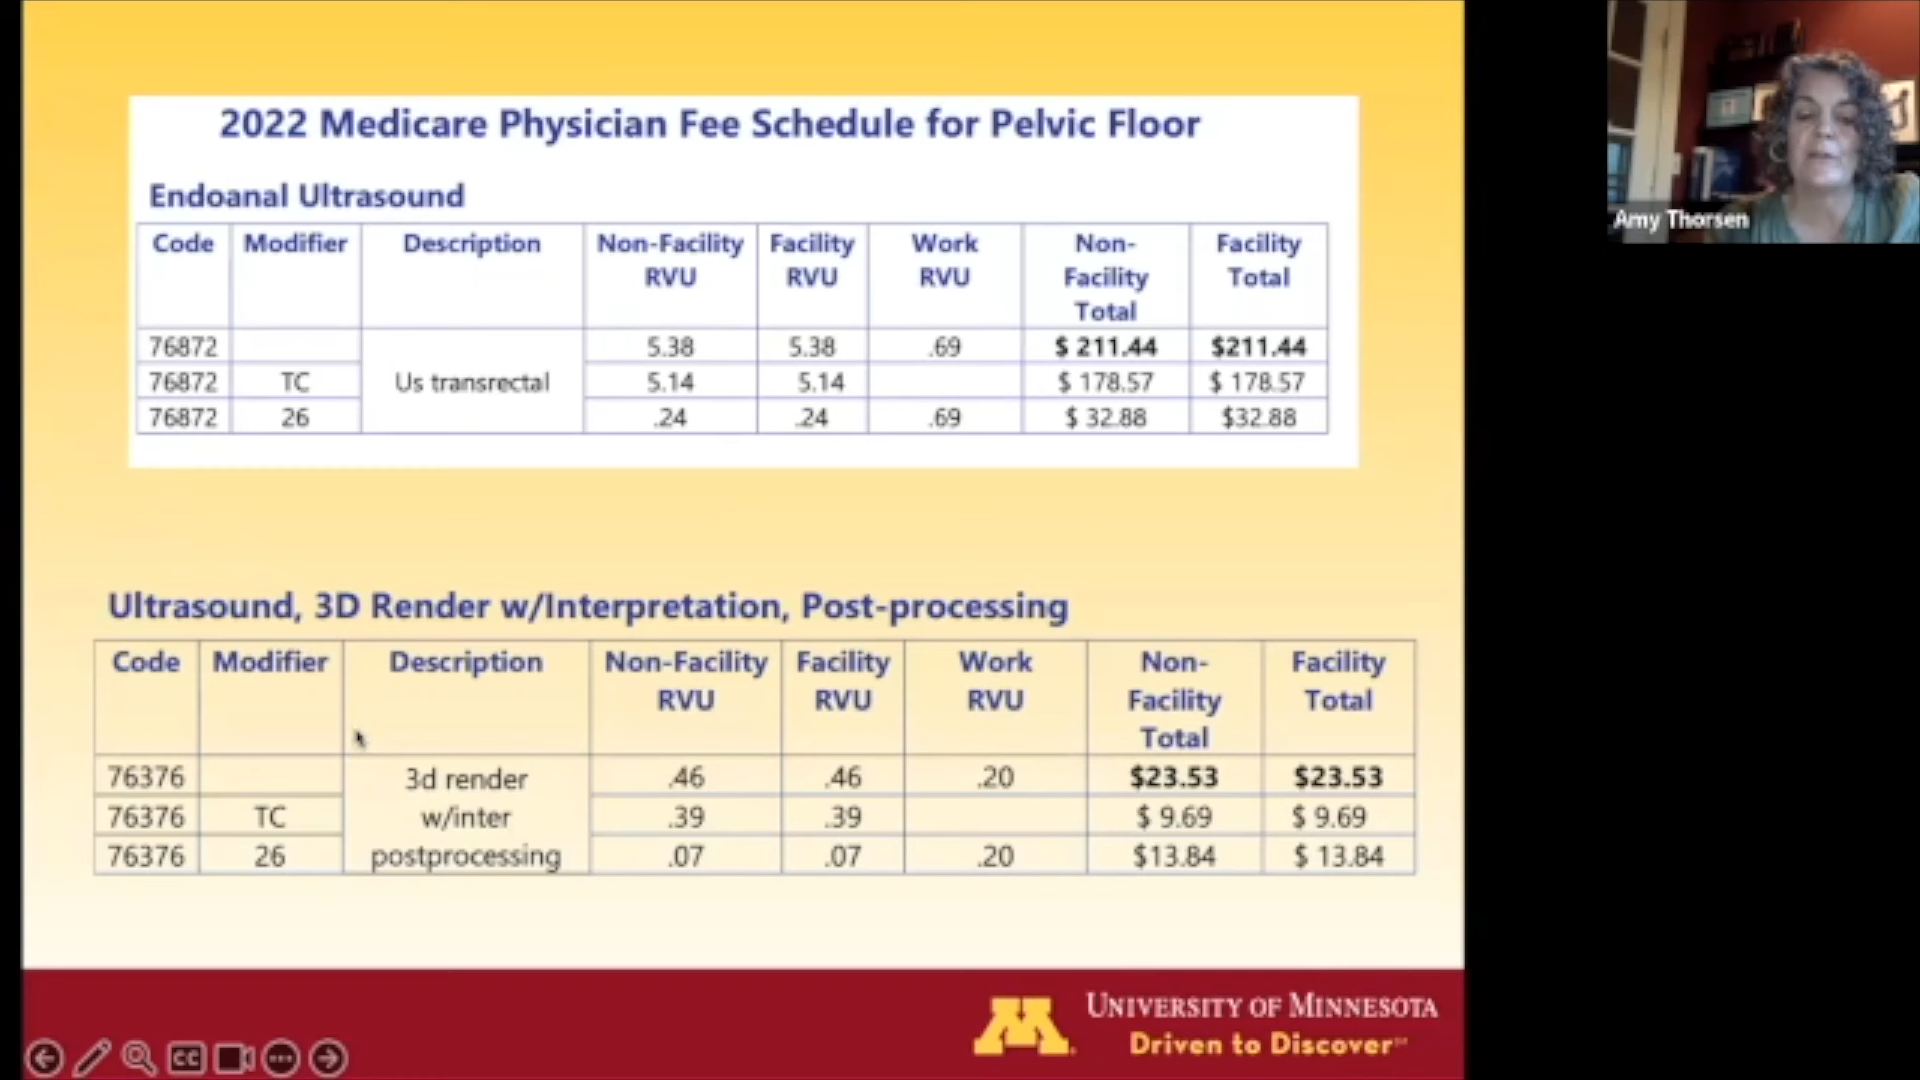 2022 Medicare Physician Fee Schedule for Pelvic Floor
Endoanal Ultrasound
Code Modifier Description Non-Facility RVU Facility RVU Work RVU Non-Facility Total Facility Total
76872 5.38 5.38 .69 $ 211.44 $211.44
76872 TC Us transrectal 5.14 5.14 $ 178.57 $ 178.57
76872 26 .24 .24 .69 $ 32.88 $32.88
Ultrasound, 3D Render w/Interpretation, Post-processing
Code Modifier Description Non-Facility RVU Facility RVU Work RVU Non-Facility Total Facility Total
76376 3d render .46 .46 .20 $23.53 $23.53
76376 TC w/inter .39 .39 $ 9.69 $ 9.69
76376 26 postprocessing .07 .07 .20 $13.84 $ 13.84
M
UNIVERSITY OF MINNESOTA
Driven to Discover
CC
Amy Thorsen